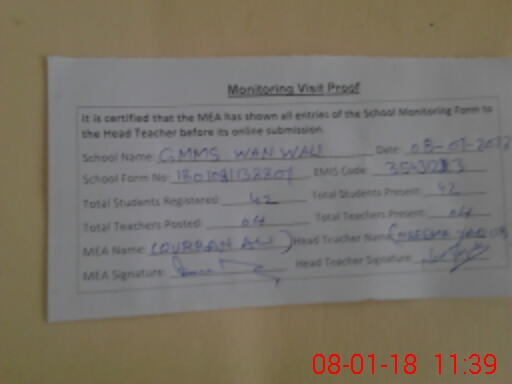 Monitoring Visit Proof
It is certified that the MEA has shown all entries of the School Monitoring Form to
the Head Teacher before its online submission.
School Name: GMMS WAN WALI Date: 08-01-
School Form No: EMIS Code:
Total Students Registered: 42 Total Students Present: 42
Total Teachers Posted: 04 Total Teachers Present: 04
MEA Name: Head Teacher Name:
MEA Signature: Head Teacher Signature:
08-01-18 11:39